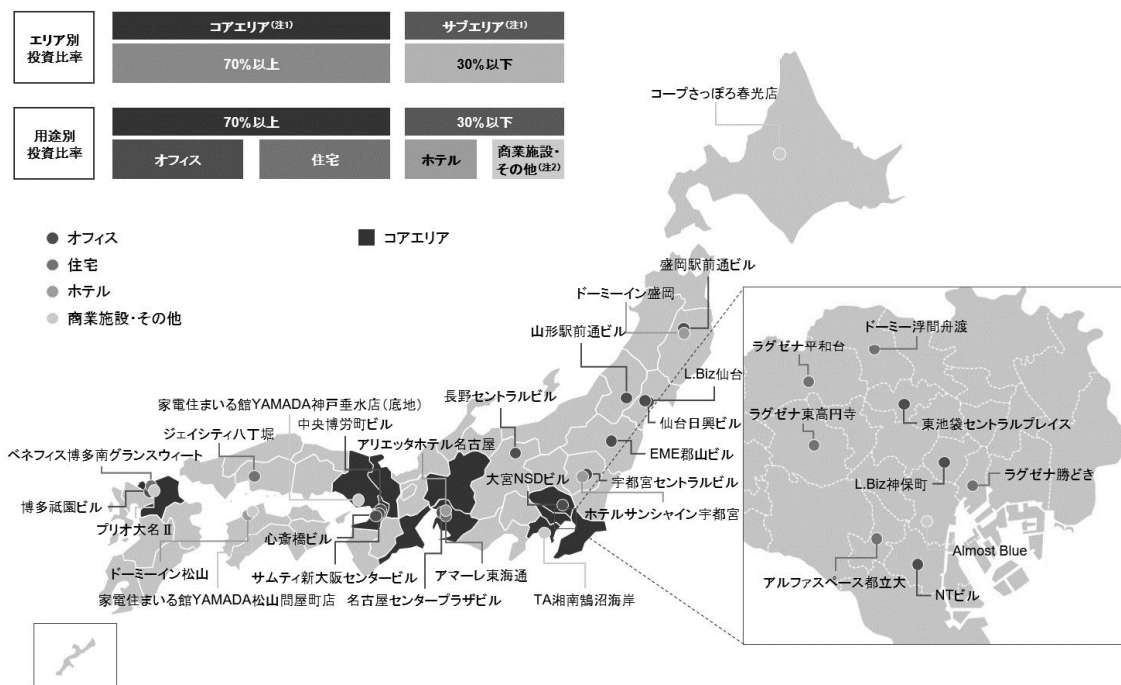 エリア別
投資比率
コアエリア(注1)
サブエリア(注1)
70%以上
30%以下
用途別
投資比率
70%以上
30%以下
オフィス
住宅
ホテル
商業施設・
その他(注2)
オフィス
住宅
ホテル
商業施設・その他
コアエリア
コープさっぽろ春光店
盛岡駅前通ビル
ドーミーイン盛岡
山形駅前通ビル
L.Biz仙台
長野セントラルビル
仙台日興ビル
家電住まいる館YAMADA神戸垂水店(底地)
中央博労町ビル
ジェイシティ八丁堀
アリエッタホテル名古屋
EME郡山ビル
ベネフィス博多南グランスウィート
大宮NSDビル
宇都宮セントラルビル
博多祗園ビル
ホテルサンシャイン宇都宮
プリオ大名Ⅱ
心斎橋ビル
ドーミーイン松山
サムティ新大阪センタービル
アマーレ東海通
家電住まいる館YAMADA松山問屋町店
名古屋センタープラザビル
TA湘南鵠沼海岸
ドーミー浮間舟渡
ラグゼナ平和台
ラグゼナ東高円寺
東池袋セントラルプレイス
L.Biz神保町
ラグゼナ勝どき
Almost Blue
アルファスペース都立大
NTビル